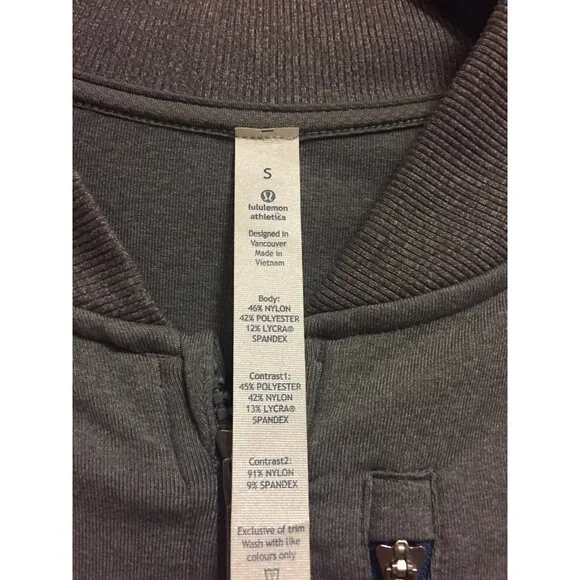 S
lululemon
athletica
Designed in
Vancouver
Made in
Vietnam
Body:
46% NYLON
42% POLYESTER
12% LYCRA®
SPANDEX
Contrast1:
45% POLYESTER
42% NYLON
13% LYCRA®
SPANDEX
Contrast2:
91% NYLON
9% SPANDEX
Exclusive of trim
Wash with like
colours only